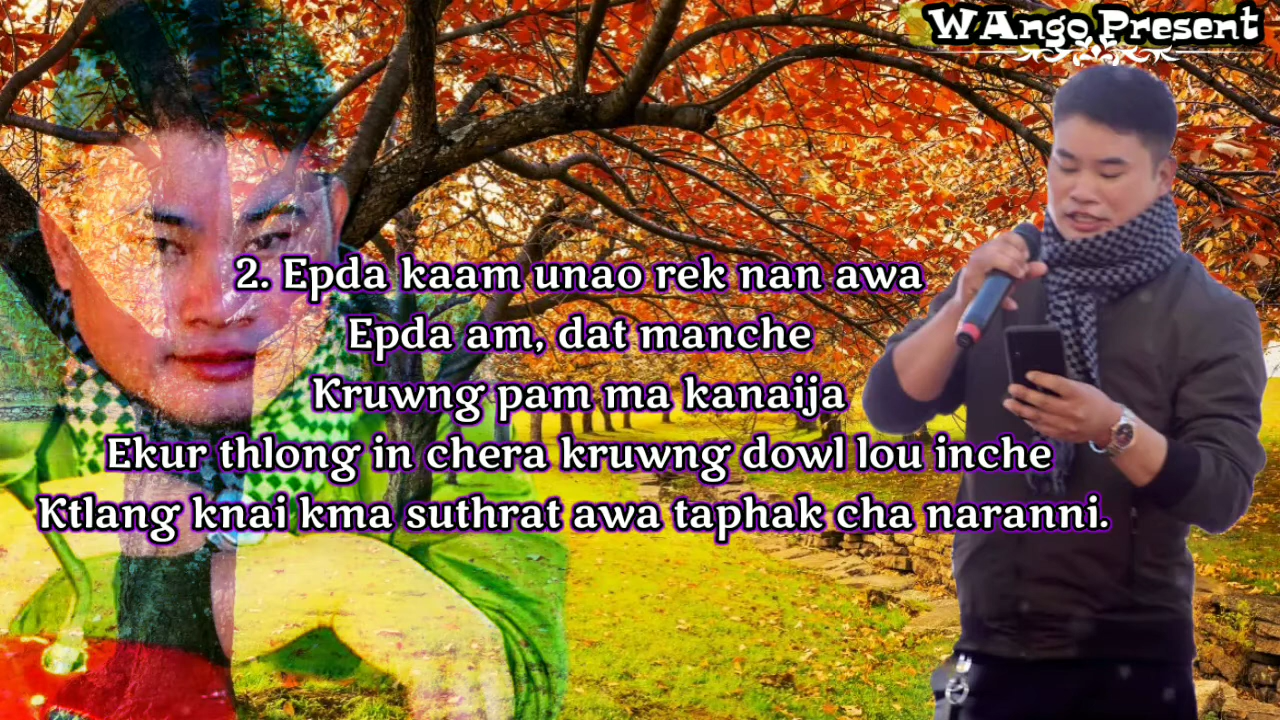 WAngo Present
2. Epda kaam unao rek nan awa
Epda am, dat manche
Kruwng pam ma kanaija
Ekur thlong in chera kruwng dowl lou inche
Ktlang knai kma suthrat awa taphak cha naranni.